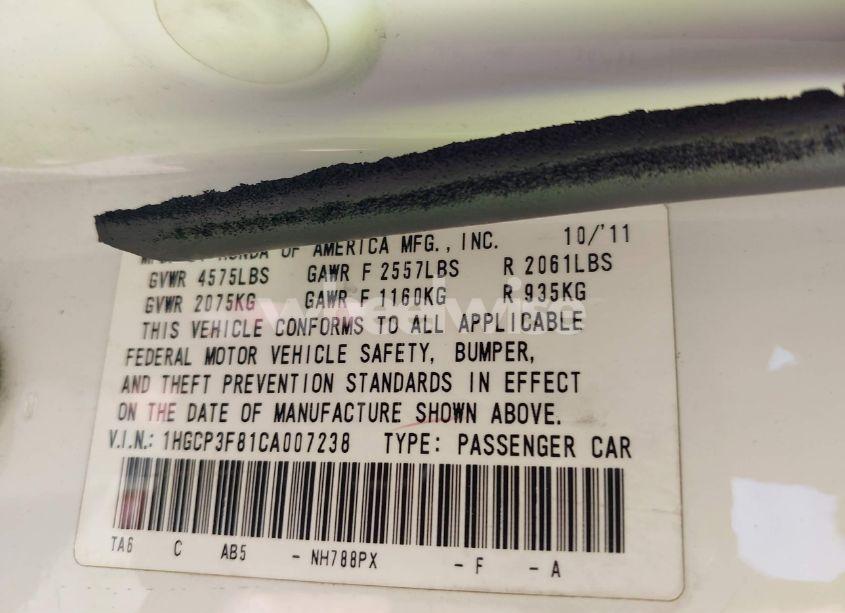 HONDA OF AMERICA MFG., INC. 10/'11
GVWR 4575LBS GAWR F 2557LBS R 2061LBS
GVWR 2075KG GAWR F 1160KG R 935KG
THIS VEHICLE CONFORMS TO ALL APPLICABLE
FEDERAL MOTOR VEHICLE SAFETY, BUMPER,
AND THEFT PREVENTION STANDARDS IN EFFECT
ON THE DATE OF MANUFACTURE SHOWN ABOVE.
V.I.N.: 1HGCP3F81CA007238 TYPE: PASSENGER CAR
TA6 C AB5 - NH788PX - F - A
wheelwise